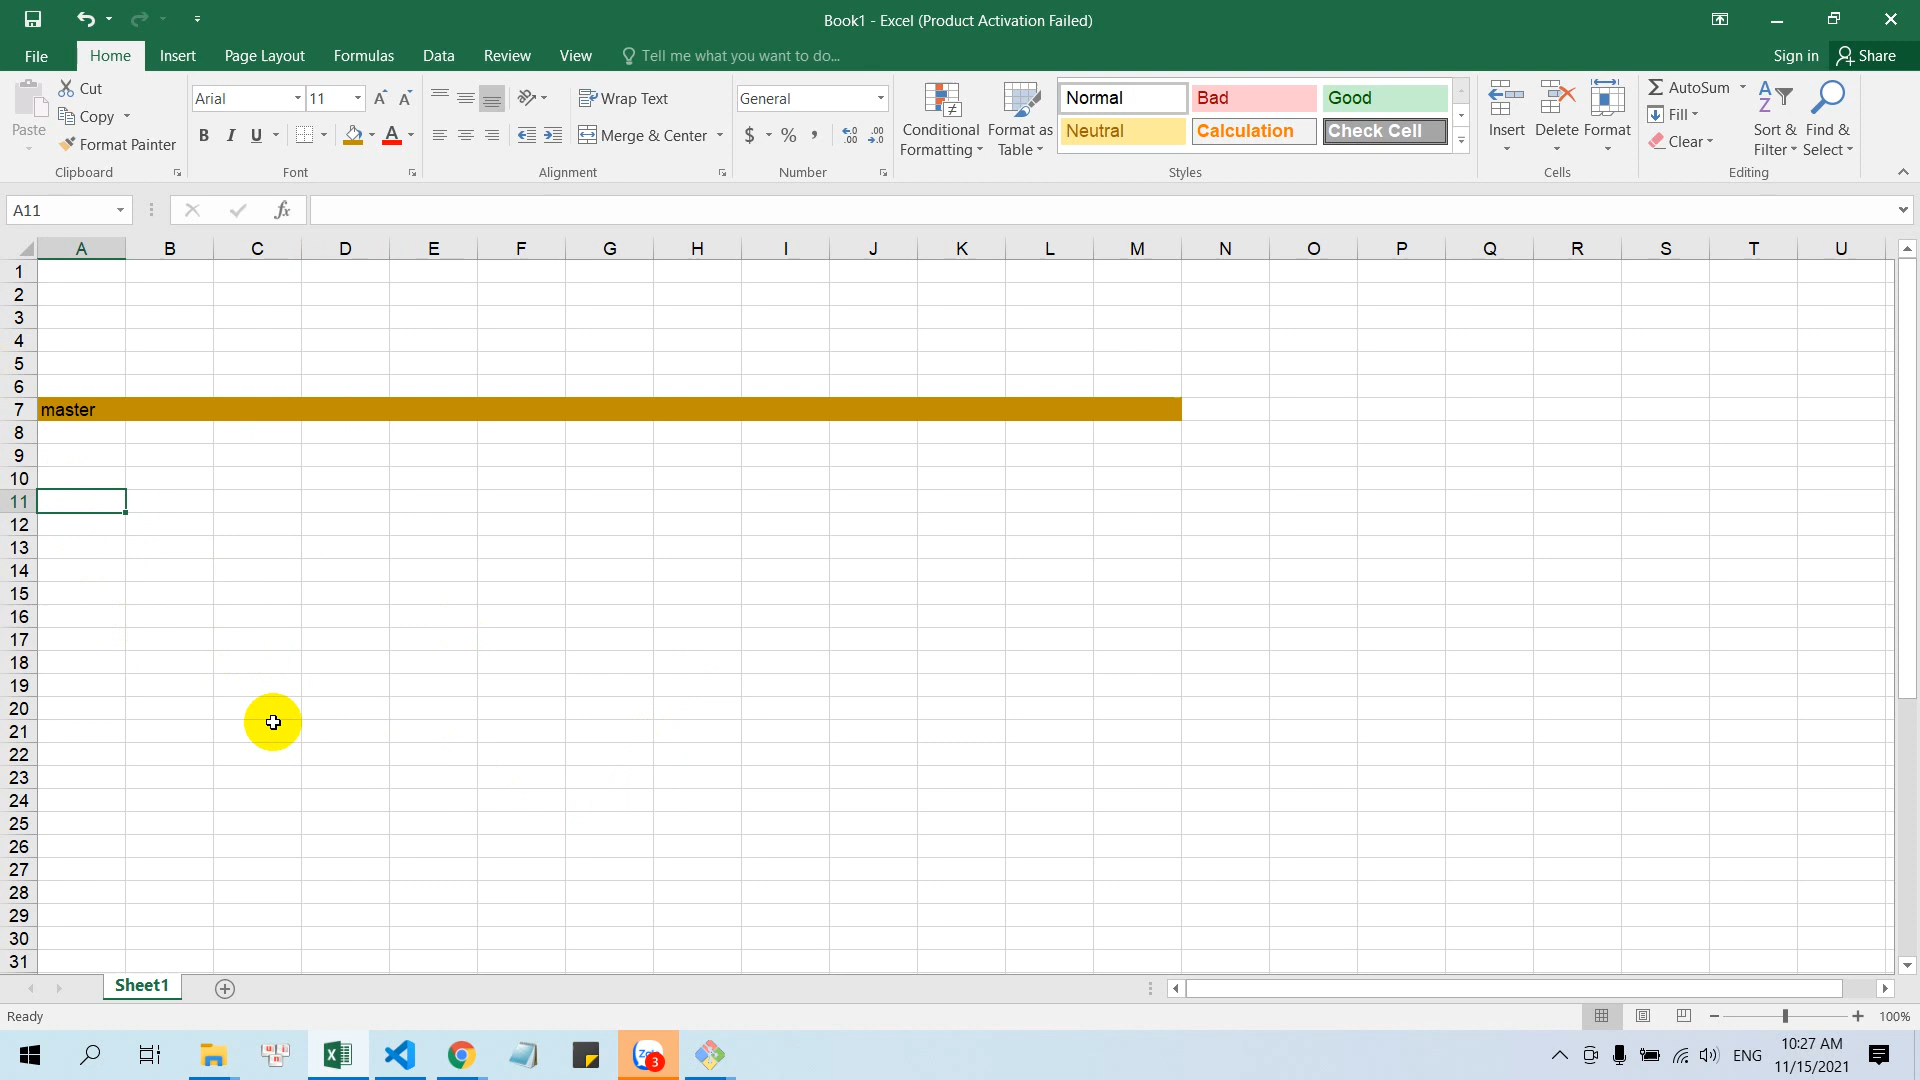 Book1 - Excel (Product Activation Failed)
File Home Insert Page Layout Formulas Data Review View Tell me what you want to do... Sign in Share
Paste Cut Copy Format Painter Clipboard
Arial 11 B I U A Font
Wrap Text Merge & Center Alignment
General $ % , Number
Conditional Formatting Format as Table
Normal Bad Good
Neutral Calculation Check Cell
Styles
Insert Delete Format Cells
AutoSum Fill Clear Sort & Filter Find & Select Editing
A11 fx
A B C D E F G H I J K L M N O P Q R S T U
1
2
3
4
5
6
7 master
8
9
10
11
12
13
14
15
16
17
18
19
20
21
22
23
24
25
26
27
28
29
30
31
Sheet1
Ready 100%
3 ENG 10:27 AM
11/15/2021